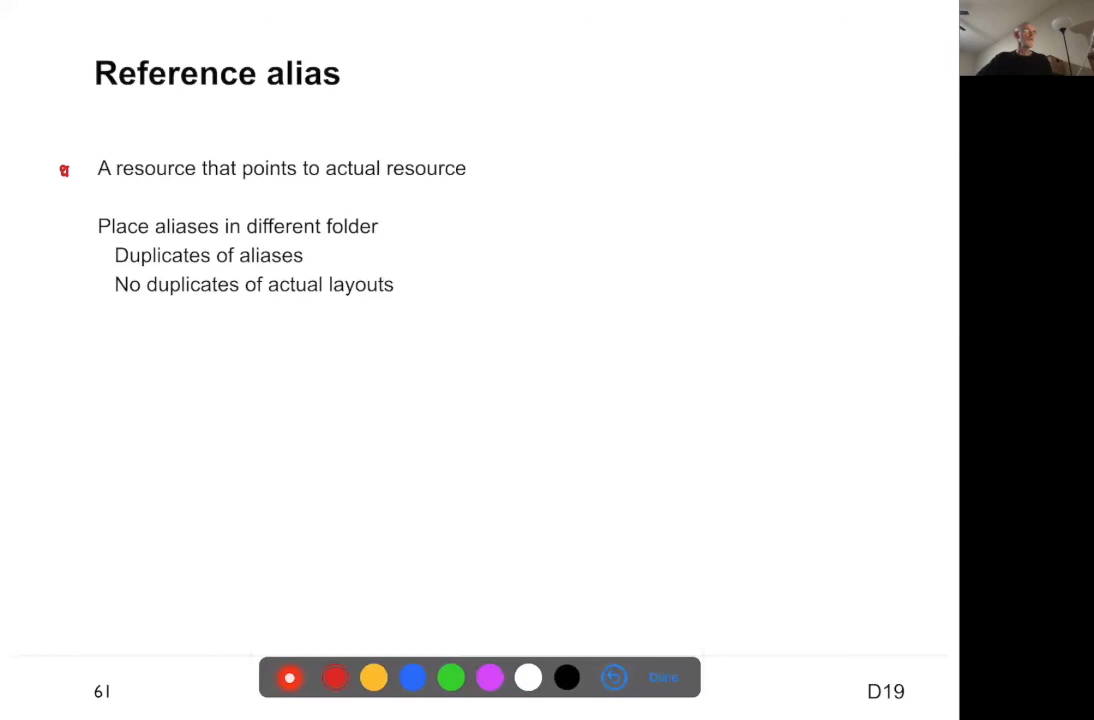 Reference alias
A resource that points to actual resource
Place aliases in different folder
Duplicates of aliases
No duplicates of actual layouts
Done
61
D19